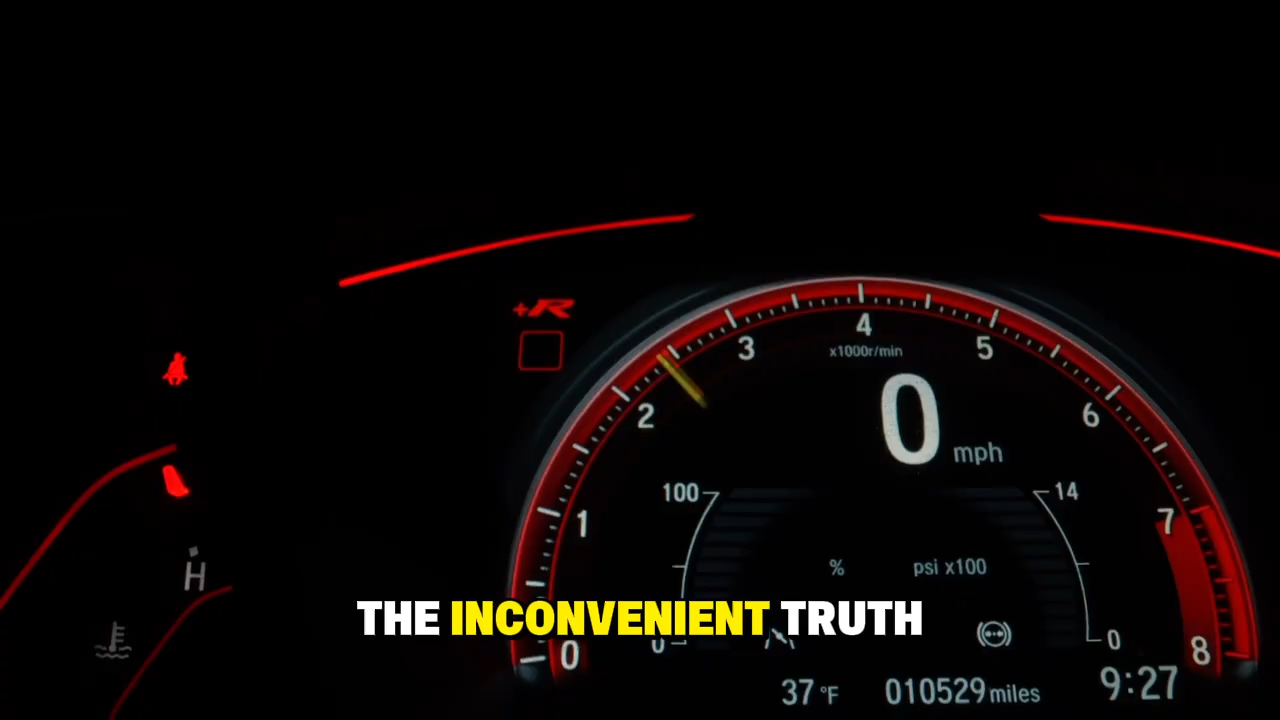 +R
4
3
5
x1000r/min
2
6
0 mph
100
14
1
7
% psi x100
H
THE INCONVENIENT TRUTH
0
0
0
8
37 °F 010529 miles 9:27